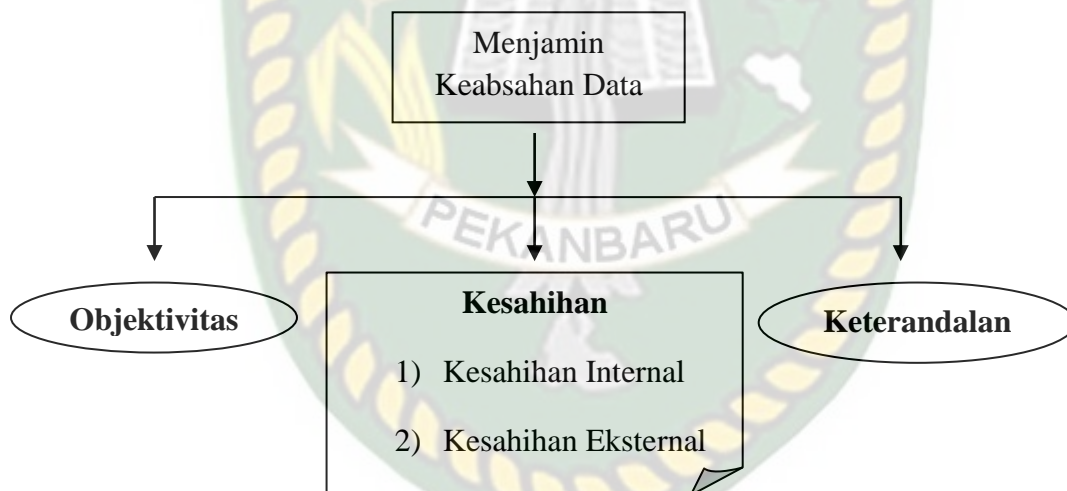 Menjamin
Keabsahan Data
PEKANBARU
Objektivitas
Kesahihan
1) Kesahihan Internal
2) Kesahihan Eksternal
Keterandalan